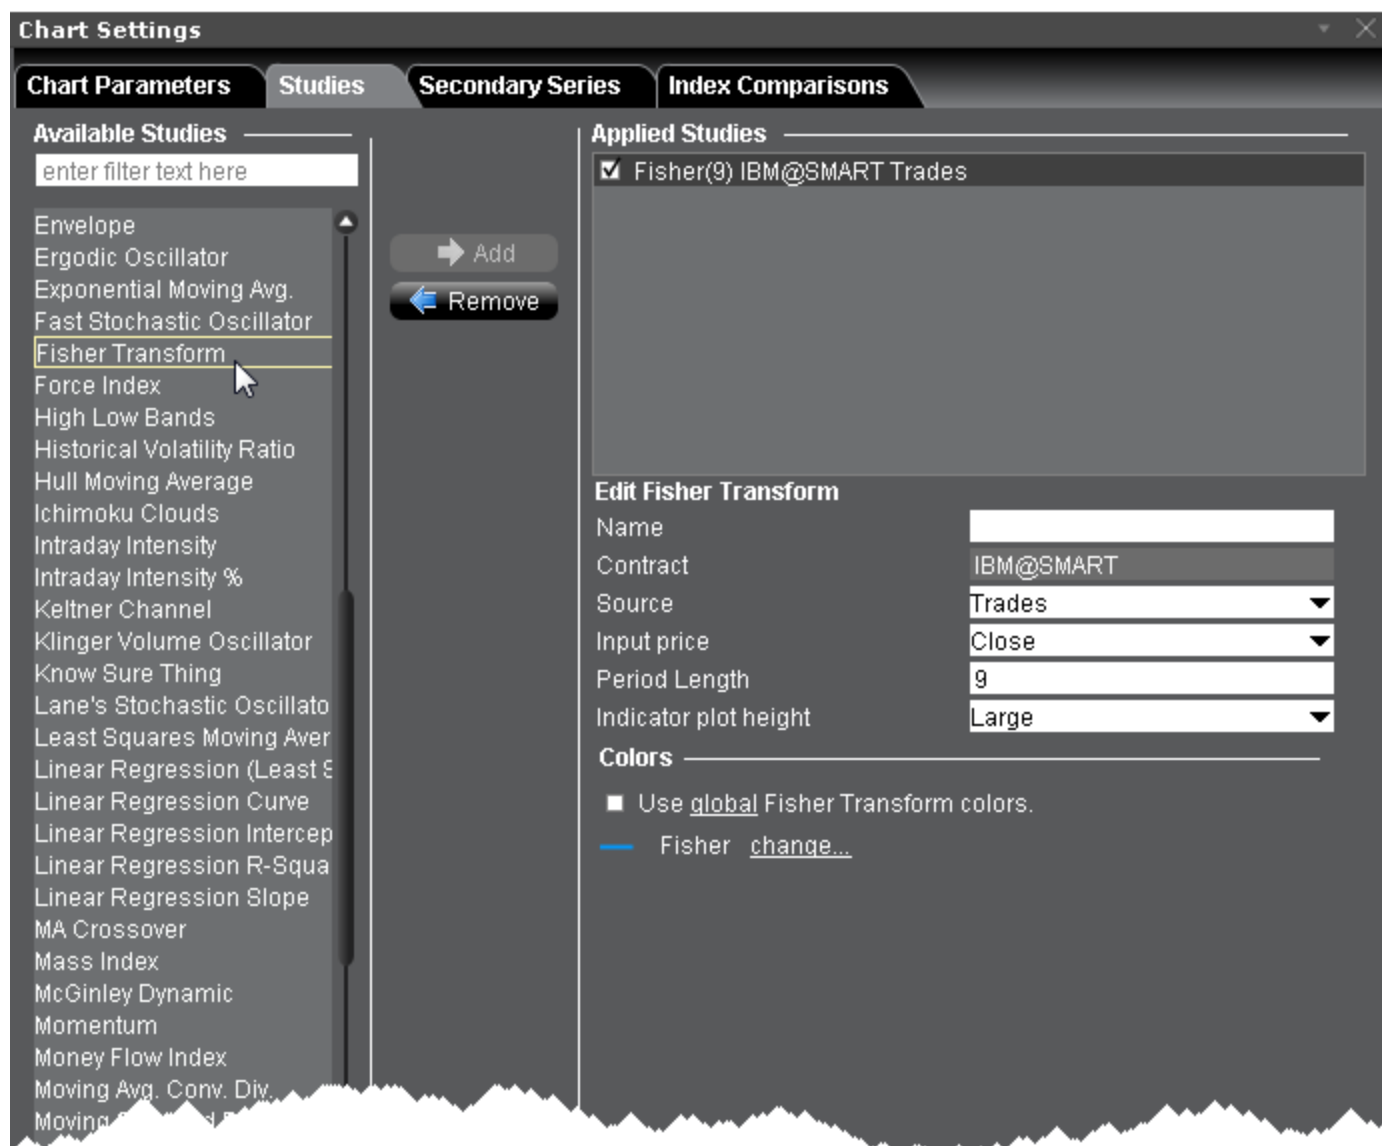 Chart Settings
Chart Parameters
Studies
Secondary Series
Index Comparisons
Available Studies
enter filter text here
Envelope
Ergodic Oscillator
Exponential Moving Avg.
Fast Stochastic Oscillator
Fisher Transform
Force Index
High Low Bands
Historical Volatility Ratio
Hull Moving Average
Ichimoku Clouds
Intraday Intensity
Intraday Intensity %
Keltner Channel
Klinger Volume Oscillator
Know Sure Thing
Lane's Stochastic Oscillato
Least Squares Moving Aver
Linear Regression (Least S
Linear Regression Curve
Linear Regression Intercep
Linear Regression R-Squa
Linear Regression Slope
MA Crossover
Mass Index
McGinley Dynamic
Momentum
Money Flow Index
Moving Avg. Conv. Div.
Moving
Add
Remove
Applied Studies
Fisher(9) IBM@SMART Trades
Edit Fisher Transform
Name
Contract IBM@SMART
Source Trades
Input price Close
Period Length 9
Indicator plot height Large
Colors
Use global Fisher Transform colors.
Fisher change...